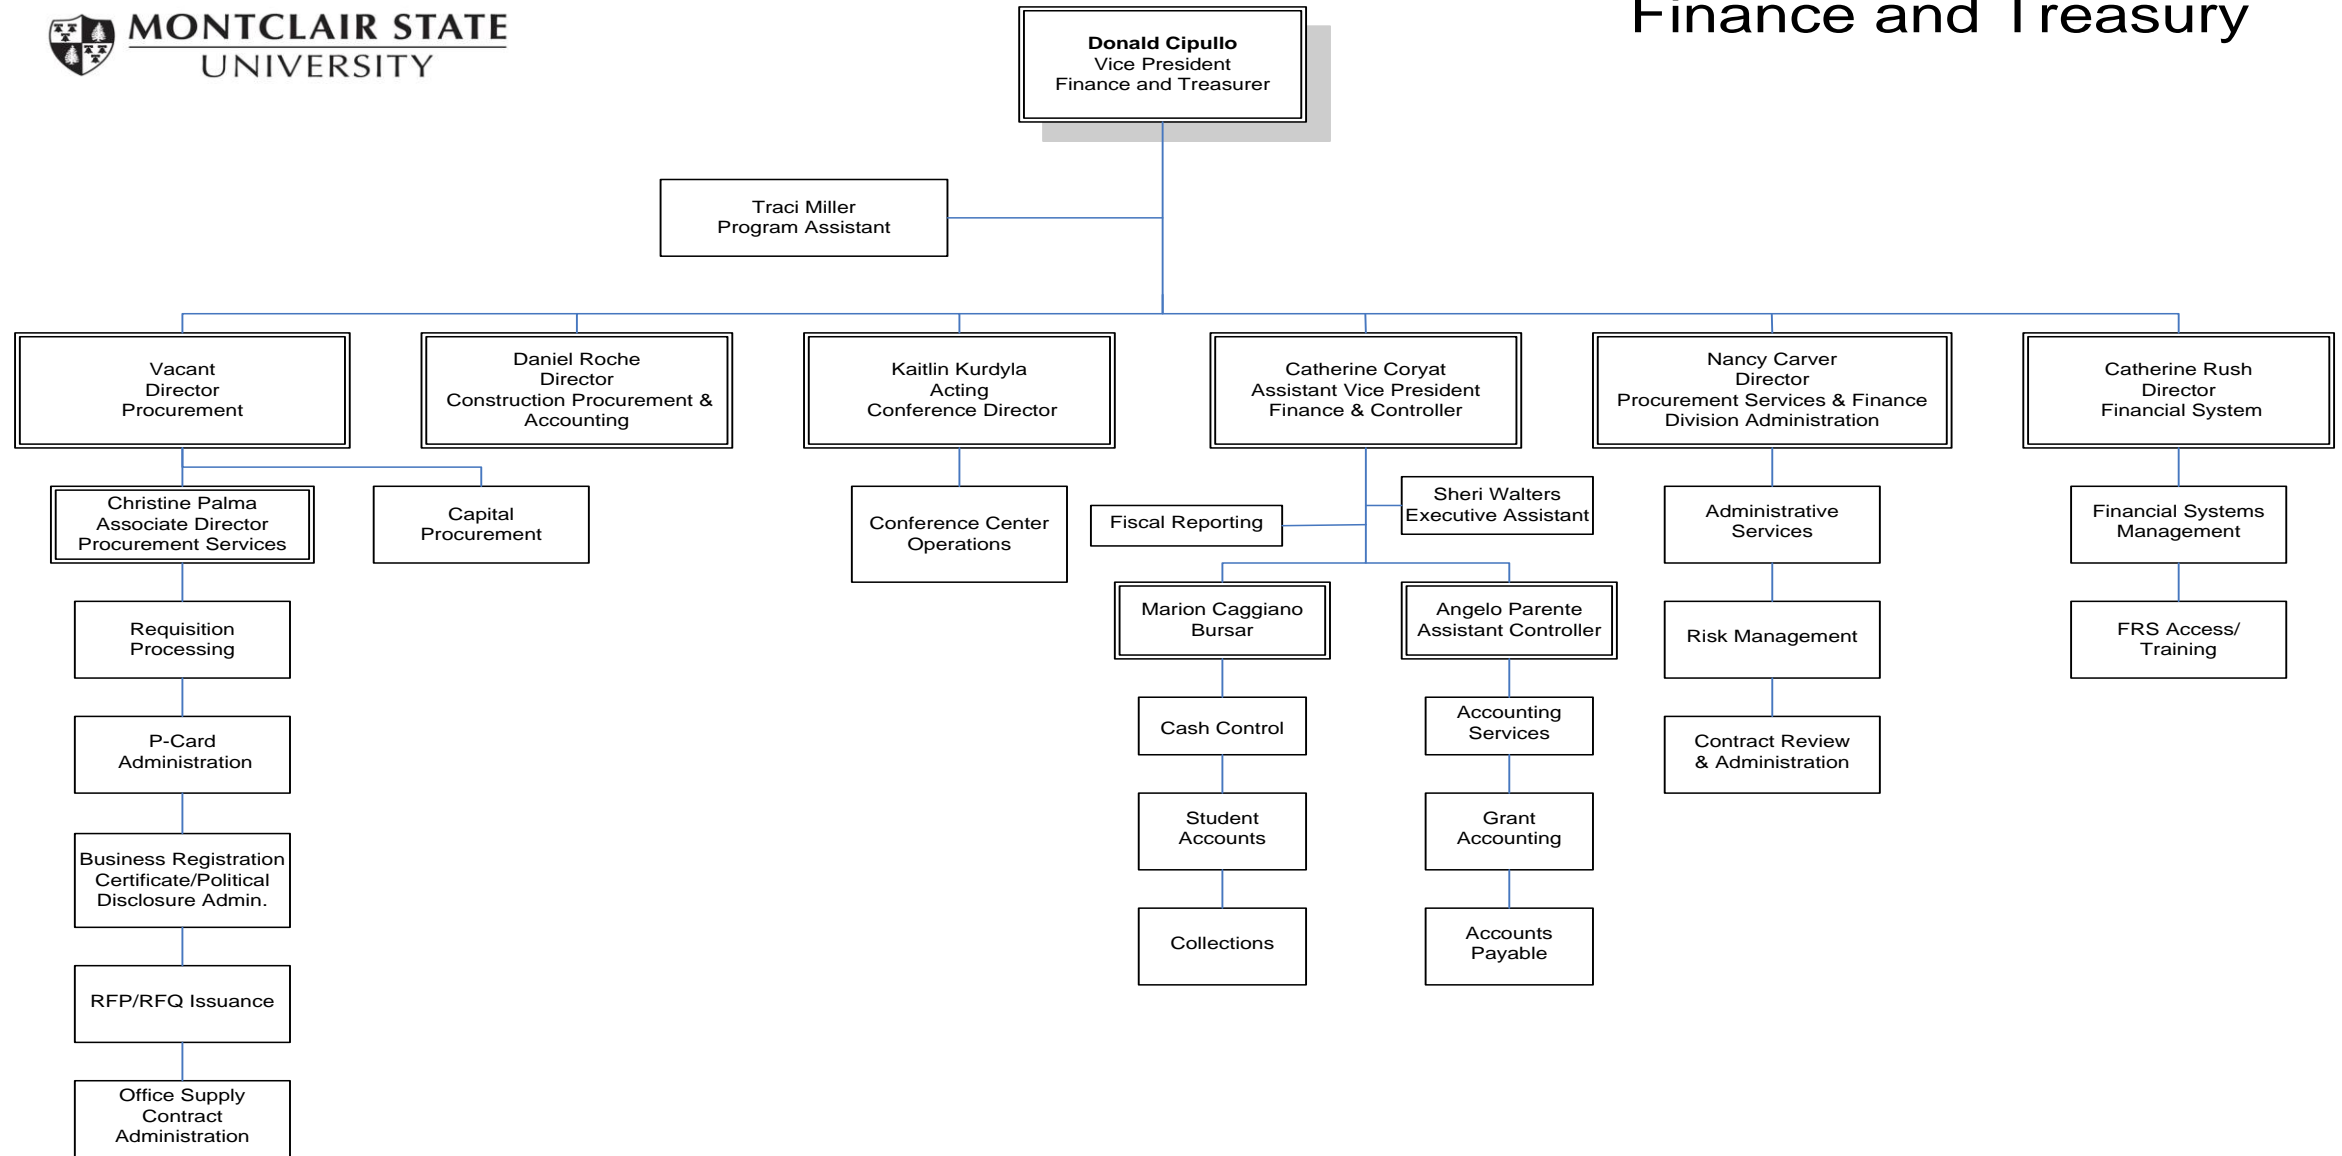 MONTCLAIR STATE
UNIVERSITY
Finance and Treasury
Donald Cipullo
Vice President
Finance and Treasurer
Traci Miller
Program Assistant
Vacant
Director
Procurement
Daniel Roche
Director
Construction Procurement &
Accounting
Kaitlin Kurdyla
Acting
Conference Director
Catherine Coryat
Assistant Vice President
Finance & Controller
Nancy Carver
Director
Procurement Services & Finance
Division Administration
Catherine Rush
Director
Financial System
Christine Palma
Associate Director
Procurement Services
Capital
Procurement
Conference Center
Operations
Fiscal Reporting
Sheri Walters
Executive Assistant
Administrative
Services
Financial Systems
Management
Requisition
Processing
Marion Caggiano
Bursar
Angelo Parente
Assistant Controller
Risk Management
FRS Access/
Training
P-Card
Administration
Cash Control
Accounting
Services
Contract Review
& Administration
Business Registration
Certificate/Political
Disclosure Admin.
Student
Accounts
Grant
Accounting
RFP/RFQ Issuance
Collections
Accounts
Payable
Office Supply
Contract
Administration